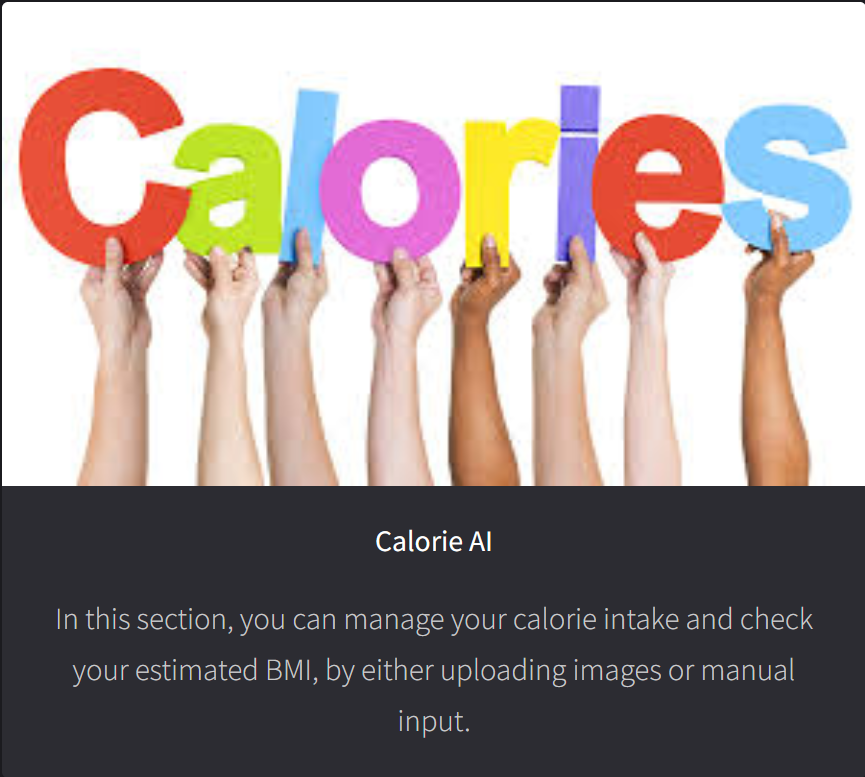 Calories
Calorie AI
In this section, you can manage your calorie intake and check
your estimated BMI, by either uploading images or manual
input.